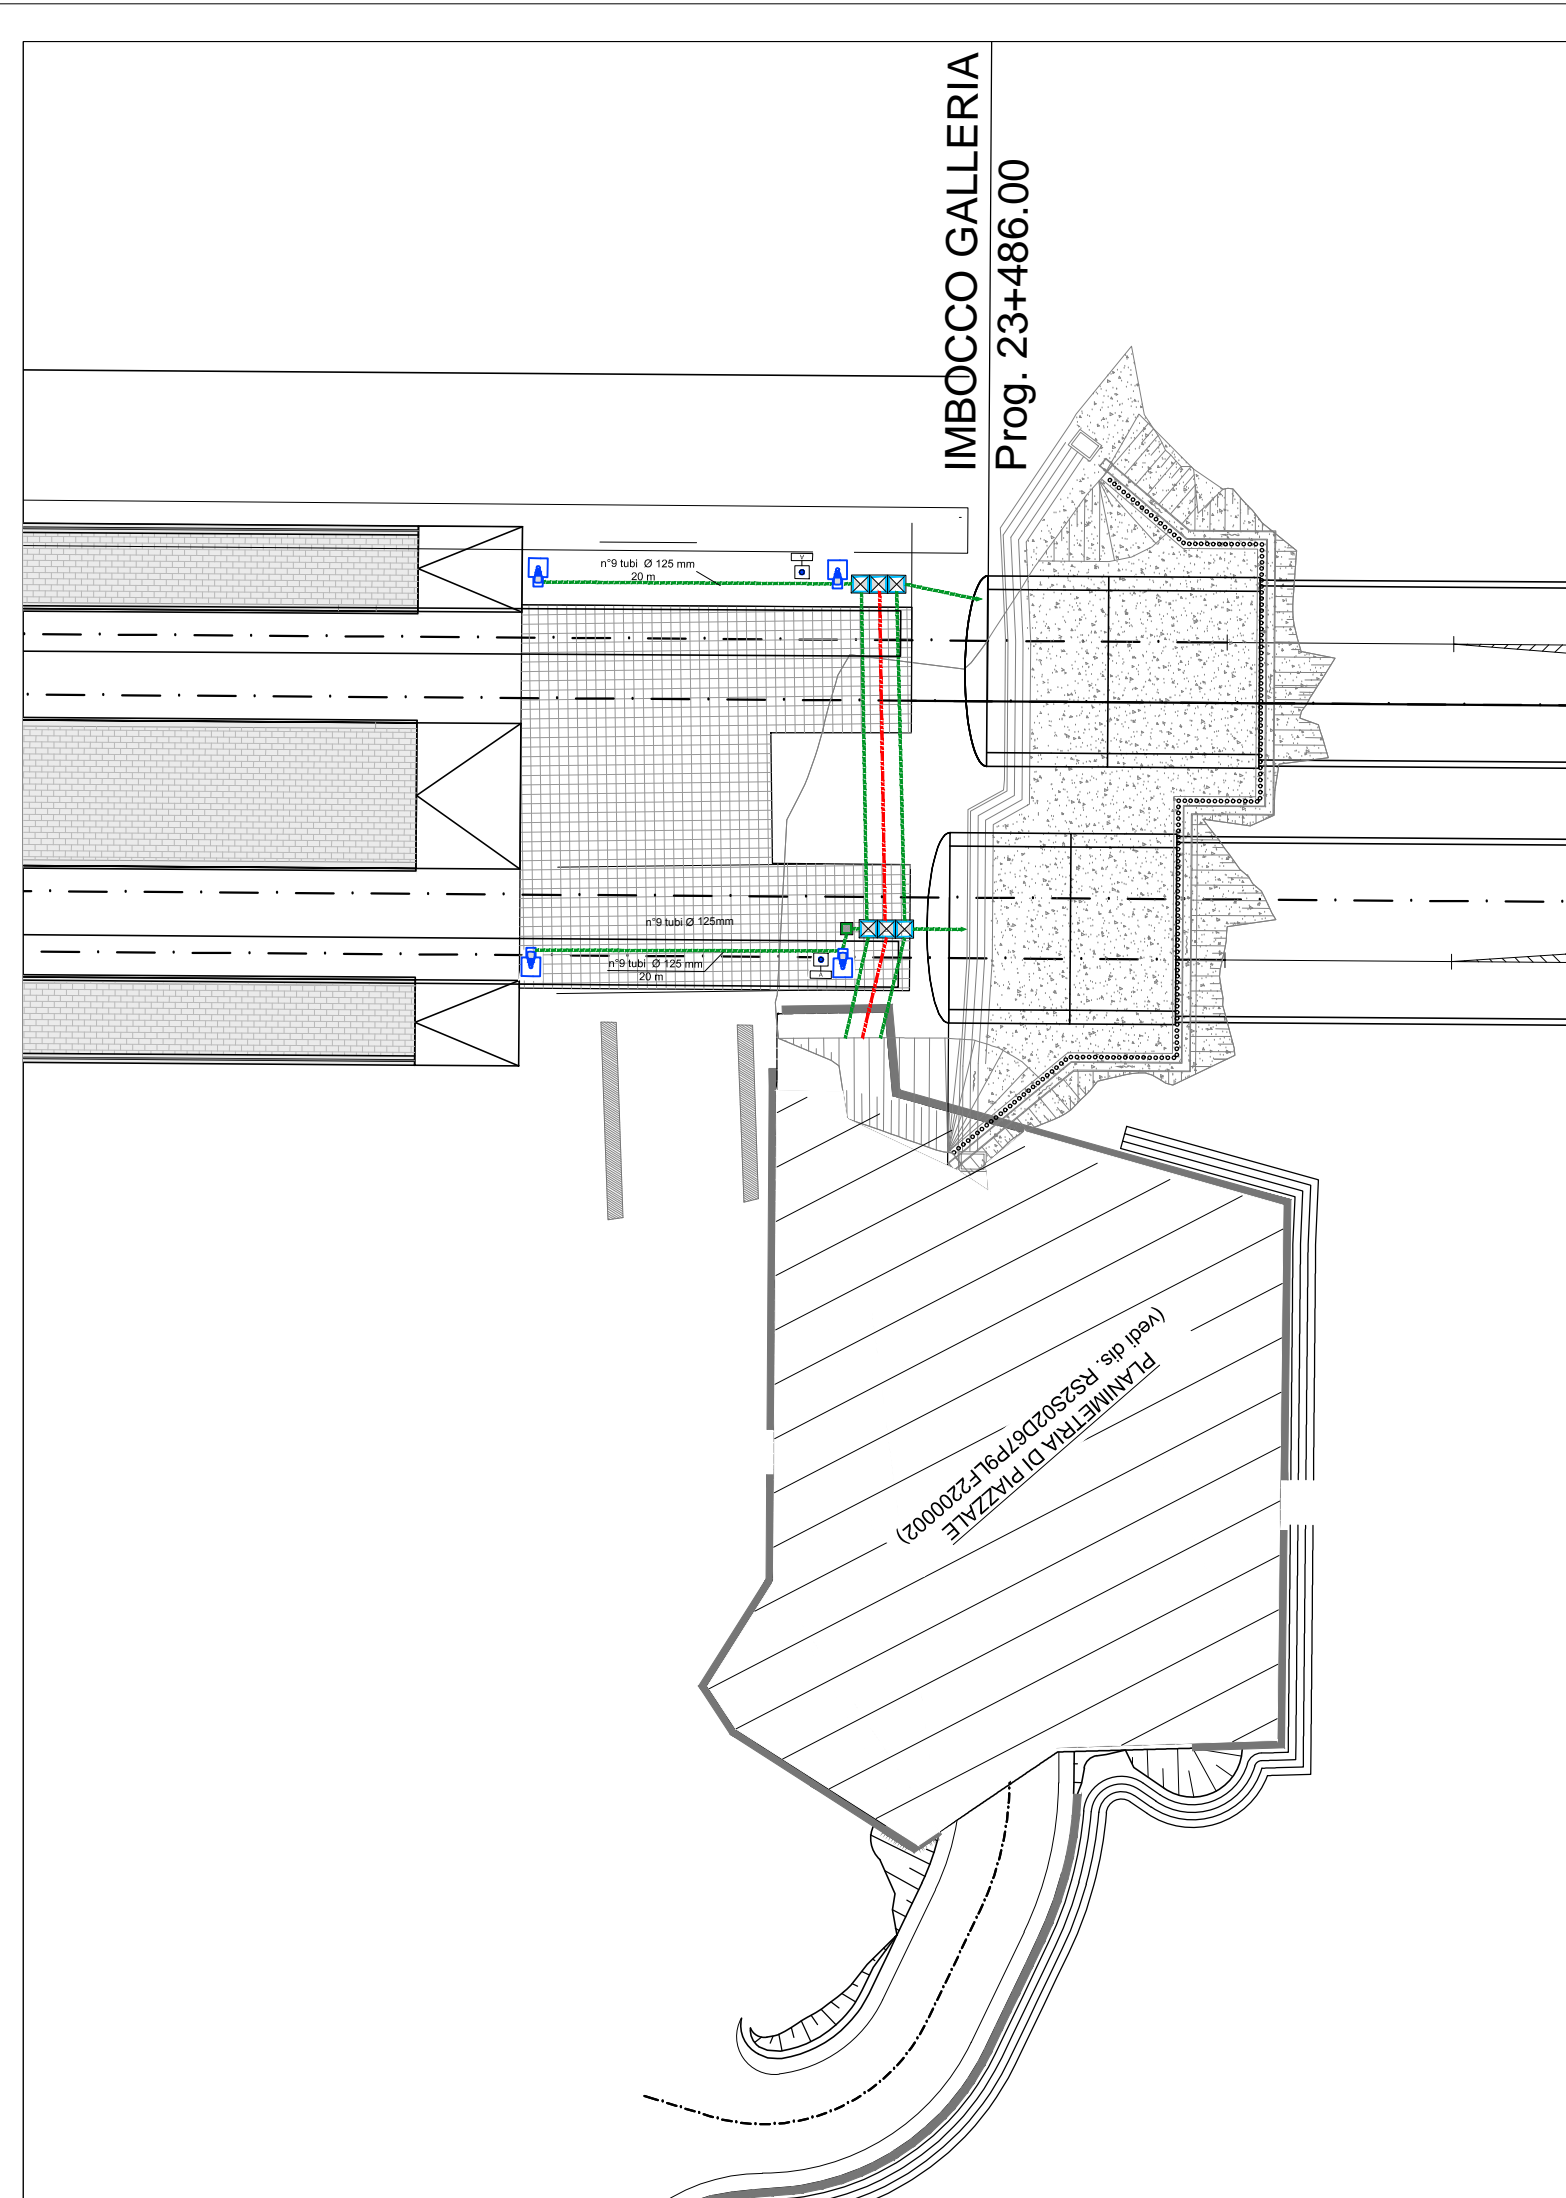 IMBOCCO GALLERIA
Prog. 23+486.00
n°9 tubi Ø 125 mm
20 m
V
n°9 tubi Ø 125mm
n°9 tubi Ø 125 mm
20 m
A
PLANIMETRIA DI PIAZZALE
(vedi dis. RS2S02D67P9LF2200002)